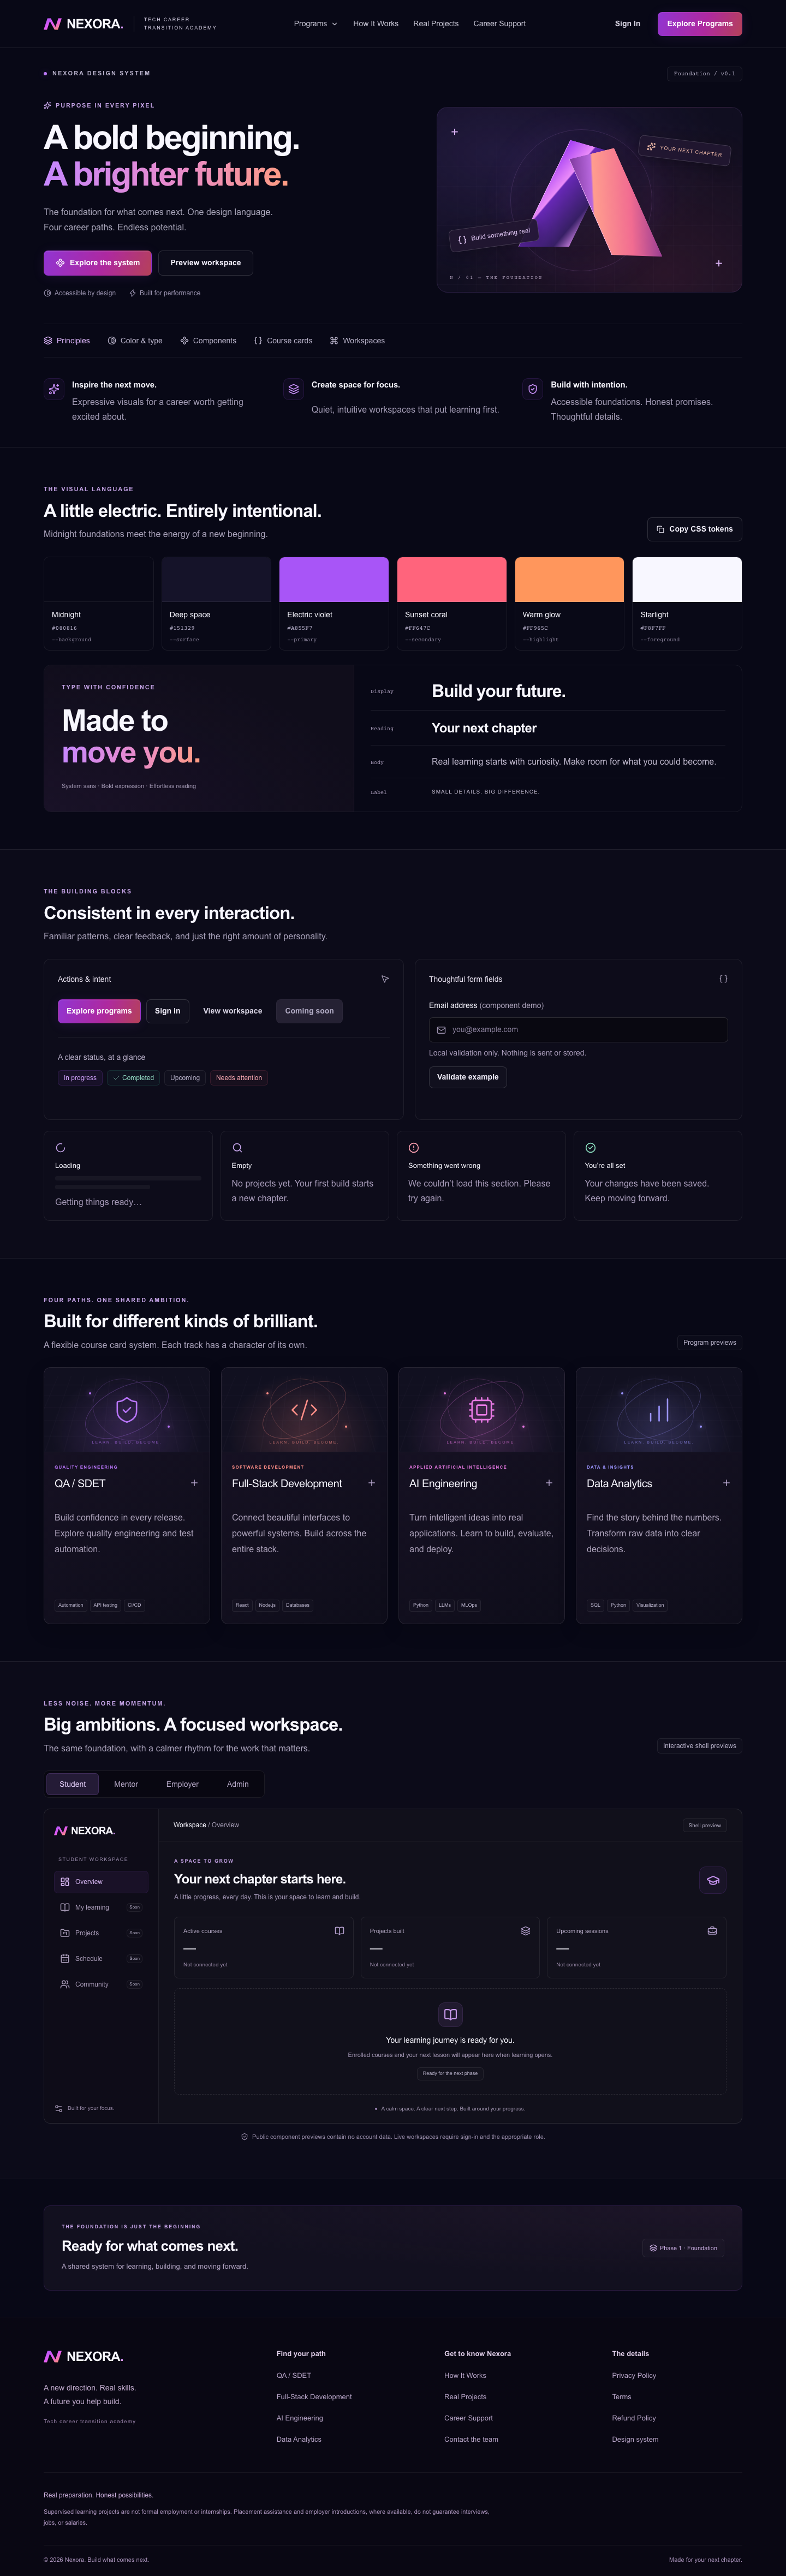 NEXORA.
TECH CAREER
TRANSITION ACADEMY
Programs
How It Works
Real Projects
Career Support
Sign In
Explore Programs
NEXORA DESIGN SYSTEM
Foundation / v0.1
PURPOSE IN EVERY PIXEL
A bold beginning.
A brighter future.
The foundation for what comes next. One design language.
Four career paths. Endless potential.
Explore the system
Preview workspace
Accessible by design
Built for performance
YOUR NEXT CHAPTER
{ } Build something real
N / 01 — THE FOUNDATION
Principles
Color & type
Components
{ } Course cards
Workspaces
Inspire the next move.
Expressive visuals for a career worth getting
excited about.
Create space for focus.
Quiet, intuitive workspaces that put learning first.
Build with intention.
Accessible foundations. Honest promises.
Thoughtful details.
THE VISUAL LANGUAGE
A little electric. Entirely intentional.
Midnight foundations meet the energy of a new beginning.
Copy CSS tokens
Midnight
#080816
--background
Deep space
#151329
--surface
Electric violet
#A855F7
--primary
Sunset coral
#FF647C
--secondary
Warm glow
#FF965C
--highlight
Starlight
#F8F7FF
--foreground
TYPE WITH CONFIDENCE
Made to
move you.
System sans · Bold expression · Effortless reading
Display
Build your future.
Heading
Your next chapter
Body
Real learning starts with curiosity. Make room for what you could become.
Label
SMALL DETAILS. BIG DIFFERENCE.
THE BUILDING BLOCKS
Consistent in every interaction.
Familiar patterns, clear feedback, and just the right amount of personality.
Actions & intent
Explore programs
Sign in
View workspace
Coming soon
A clear status, at a glance
In progress
Completed
Upcoming
Needs attention
Thoughtful form fields
{ }
Email address (component demo)
you@example.com
Local validation only. Nothing is sent or stored.
Validate example
Loading
Getting things ready…
Empty
No projects yet. Your first build starts
a new chapter.
Something went wrong
We couldn't load this section. Please
try again.
You're all set
Your changes have been saved.
Keep moving forward.
FOUR PATHS. ONE SHARED AMBITION.
Built for different kinds of brilliant.
A flexible course card system. Each track has a character of its own.
Program previews
LEARN BUILD BECOME
QUALITY ENGINEERING
QA / SDET
Build confidence in every release.
Explore quality engineering and test
automation.
Automation
API testing
CI/CD
LEARN BUILD BECOME
SOFTWARE DEVELOPMENT
Full-Stack Development
Connect beautiful interfaces to
powerful systems. Build across the
entire stack.
React
Node.js
Databases
LEARN BUILD BECOME
APPLIED ARTIFICIAL INTELLIGENCE
AI Engineering
Turn intelligent ideas into real
applications. Learn to build, evaluate,
and deploy.
Python
LLMs
MLOps
LEARN BUILD BECOME
DATA & INSIGHTS
Data Analytics
Find the story behind the numbers.
Transform raw data into clear
decisions.
SQL
Python
Visualization
LESS NOISE. MORE MOMENTUM.
Big ambitions. A focused workspace.
The same foundation, with a calmer rhythm for the work that matters.
Interactive shell previews
Student
Mentor
Employer
Admin
NEXORA.
STUDENT WORKSPACE
Overview
My learning
Soon
Projects
Soon
Schedule
Soon
Community
Soon
Built for your focus.
Workspace / Overview
Shell preview
A SPACE TO GROW
Your next chapter starts here.
A little progress, every day. This is your space to learn and build.
Active courses
—
Not connected yet
Projects built
—
Not connected yet
Upcoming sessions
—
Not connected yet
Your learning journey is ready for you.
Enrolled courses and your next lesson will appear here when learning opens.
Ready for the next phase
A calm space. A clear next step. Built around your progress.
Public component previews contain no account data. Live workspaces require sign-in and the appropriate role.
THE FOUNDATION IS JUST THE BEGINNING
Ready for what comes next.
A shared system for learning, building, and moving forward.
Phase 1 · Foundation
NEXORA.
A new direction. Real skills.
A future you help build.
Tech career transition academy
Find your path
QA / SDET
Full-Stack Development
AI Engineering
Data Analytics
Get to know Nexora
How It Works
Real Projects
Career Support
Contact the team
The details
Privacy Policy
Terms
Refund Policy
Design system
Real preparation. Honest possibilities.
Supervised learning projects are not formal employment or internships. Placement assistance and employer introductions, where available, do not guarantee interviews,
jobs, or salaries.
© 2026 Nexora. Build what comes next.
Made for your next chapter.